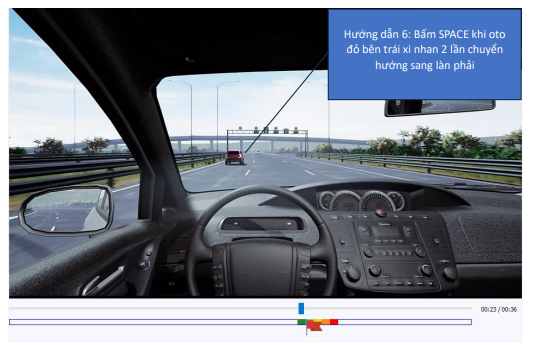 Hướng dẫn 6: Bấm SPACE khi oto
đỏ bên trái xi nhan 2 lần chuyển
hướng sang làn phải
00:23 / 00:36